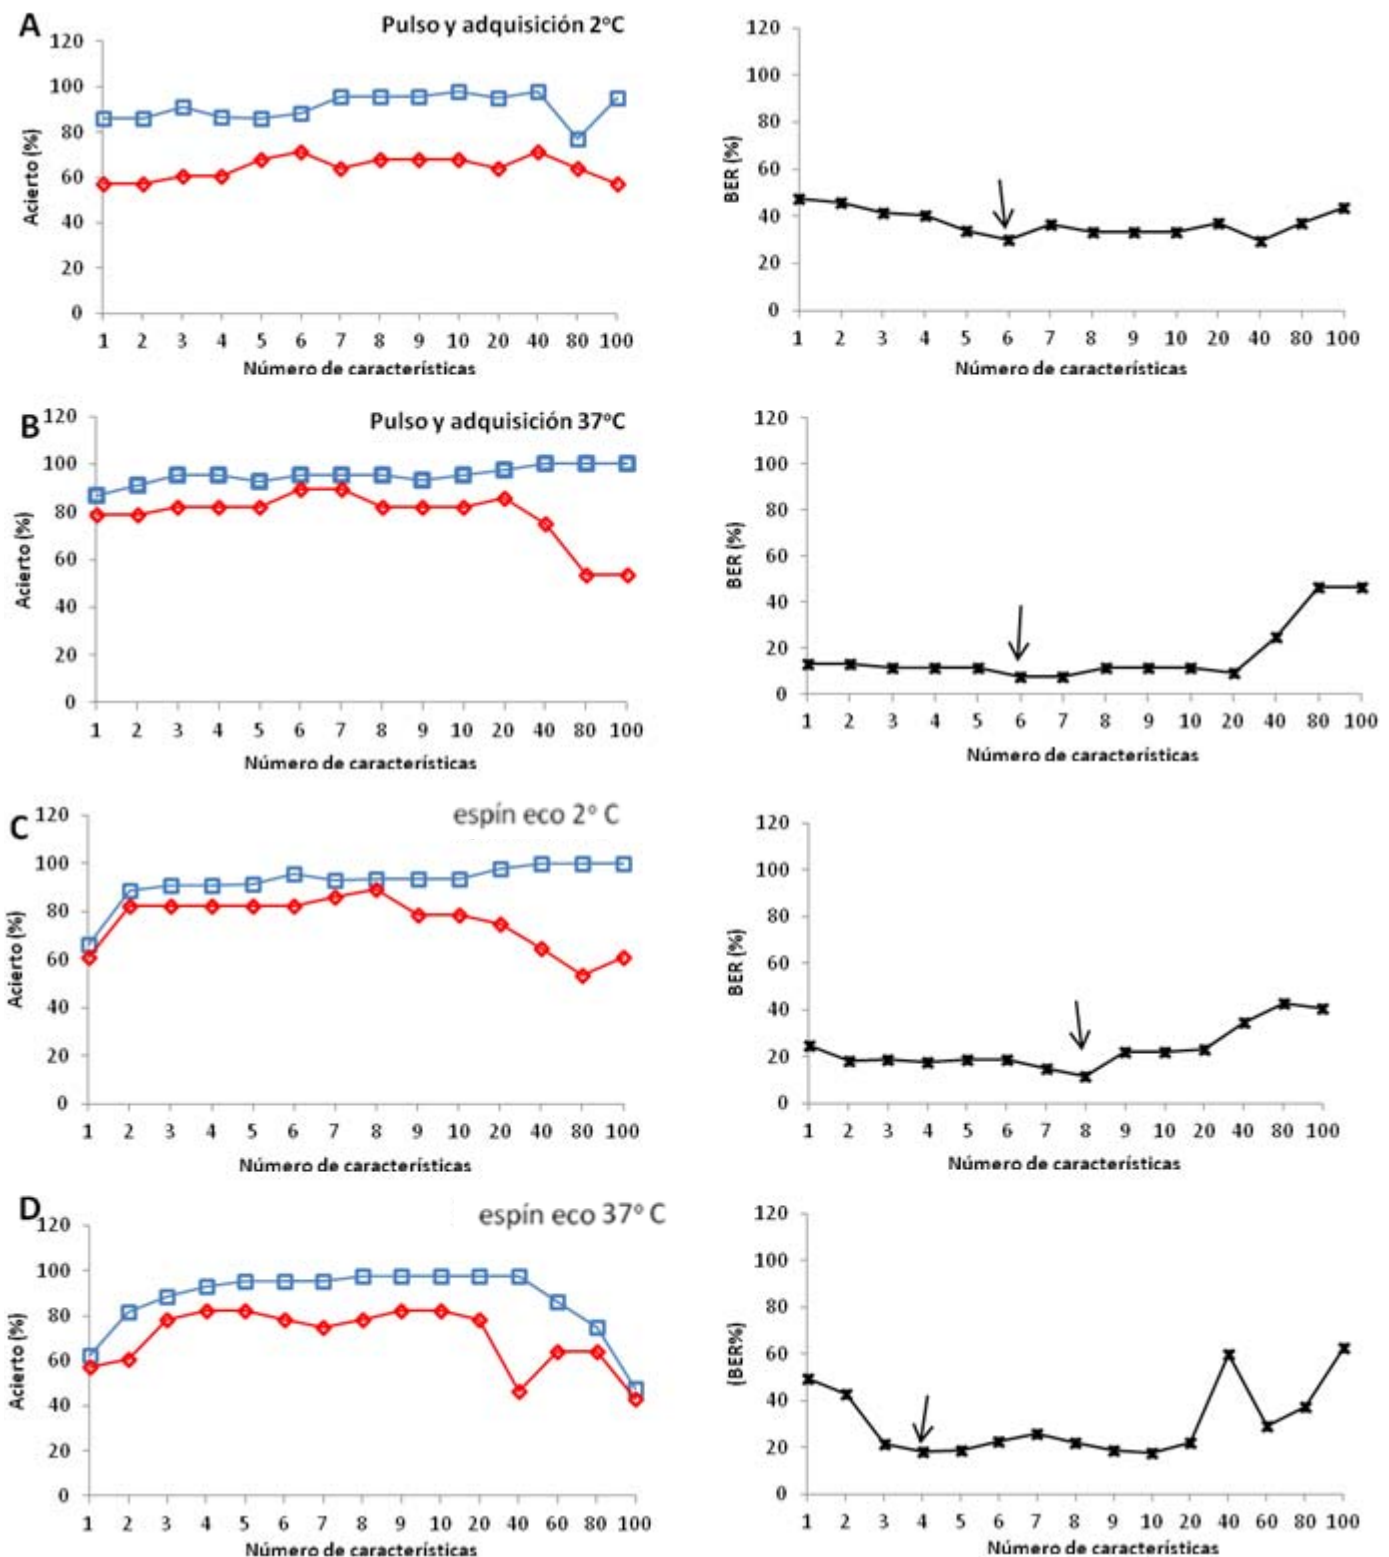 A
Pulso y adquisición 2ºC
120
100
80
60
40
20
0
Acierto (%)
1 2 3 4 5 6 7 8 9 10 20 40 80 100
Número de características
120
100
80
60
40
20
0
BER (%)
1 2 3 4 5 6 7 8 9 10 20 40 80 100
Número de características
B
Pulso y adquisición 37ºC
120
100
80
60
40
20
0
Acierto (%)
1 2 3 4 5 6 7 8 9 10 20 40 80 100
Número de características
120
100
80
60
40
20
0
BER (%)
1 2 3 4 5 6 7 8 9 10 20 40 80 100
Número de características
C
espín eco 2º C
120
100
80
60
40
20
0
Acierto (%)
1 2 3 4 5 6 7 8 9 10 20 40 80 100
Número de características
120
100
80
60
40
20
0
BER (%)
1 2 3 4 5 6 7 8 9 10 20 40 80 100
Número de características
D
espín eco 37º C
120
100
80
60
40
20
0
Acierto (%)
1 2 3 4 5 6 7 8 9 10 20 40 60 80 100
Número de características
120
100
80
60
40
20
0
(BER%)
1 2 3 4 5 6 7 8 9 10 20 40 60 80 100
Número de características